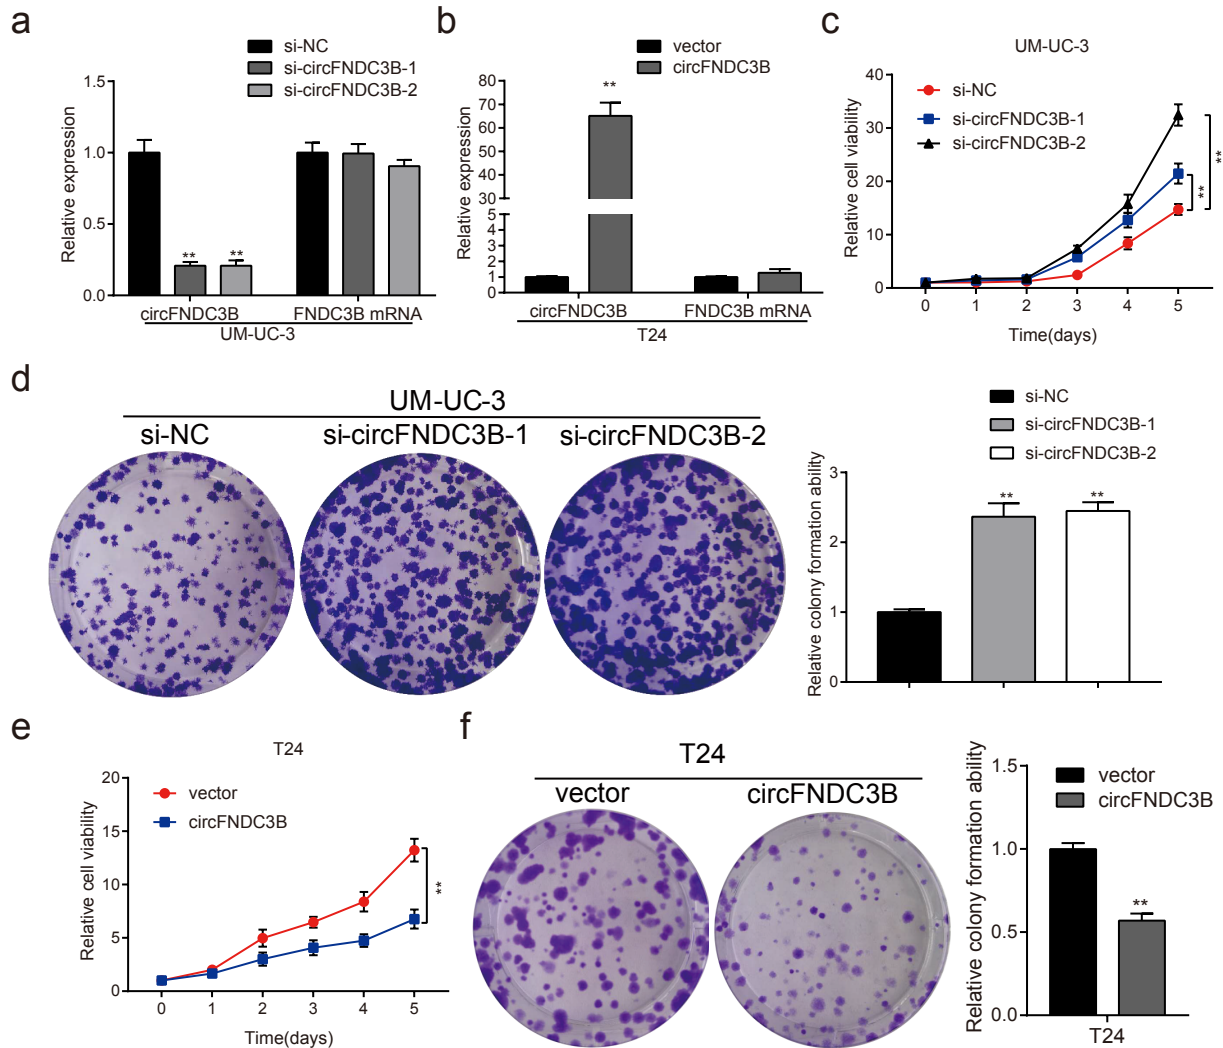 a
si-NC
si-circFNDC3B-1
si-circFNDC3B-2
Relative expression
1.5
1.0
0.5
0.0
**
**
circFNDC3B
FNDC3B mRNA
UM-UC-3
b
vector
circFNDC3B
Relative expression
80
70
60
50
40
30
5
4
3
2
1
0
**
circFNDC3B
FNDC3B mRNA
T24
c
UM-UC-3
si-NC
si-circFNDC3B-1
si-circFNDC3B-2
Relative cell viability
40
30
20
10
0
**
**
0 1 2 3 4 5
Time(days)
d
UM-UC-3
si-NC si-circFNDC3B-1 si-circFNDC3B-2
si-NC
si-circFNDC3B-1
si-circFNDC3B-2
Relative colony formation ability
3
2
1
0
**
**
e
T24
vector
circFNDC3B
Relative cell viability
20
15
10
5
0
**
0 1 2 3 4 5
Time(days)
f
T24
vector circFNDC3B
vector
circFNDC3B
Relative colony formation ability
1.5
1.0
0.5
0.0
**
T24